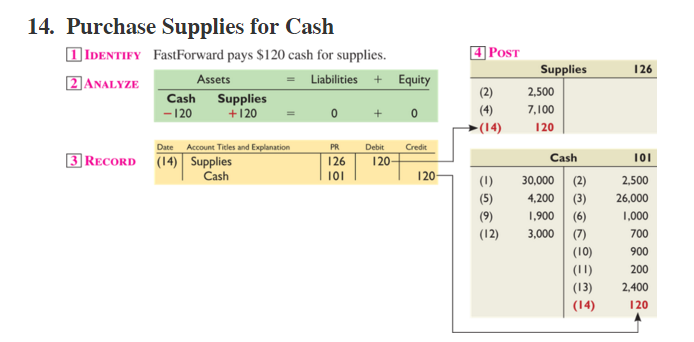 14. Purchase Supplies for Cash
1 IDENTIFY FastForward pays $120 cash for supplies.
2 ANALYZE
Assets = Liabilities + Equity
Cash Supplies
−120 +120 = 0 + 0
3 RECORD
Date Account Titles and Explanation PR Debit Credit
(14) Supplies 126 120
Cash 101 120
4 POST
Supplies 126
(2) 2,500
(4) 7,100
(14) 120
Cash 101
(1) 30,000 (2) 2,500
(5) 4,200 (3) 26,000
(9) 1,900 (6) 1,000
(12) 3,000 (7) 700
(10) 900
(11) 200
(13) 2,400
(14) 120